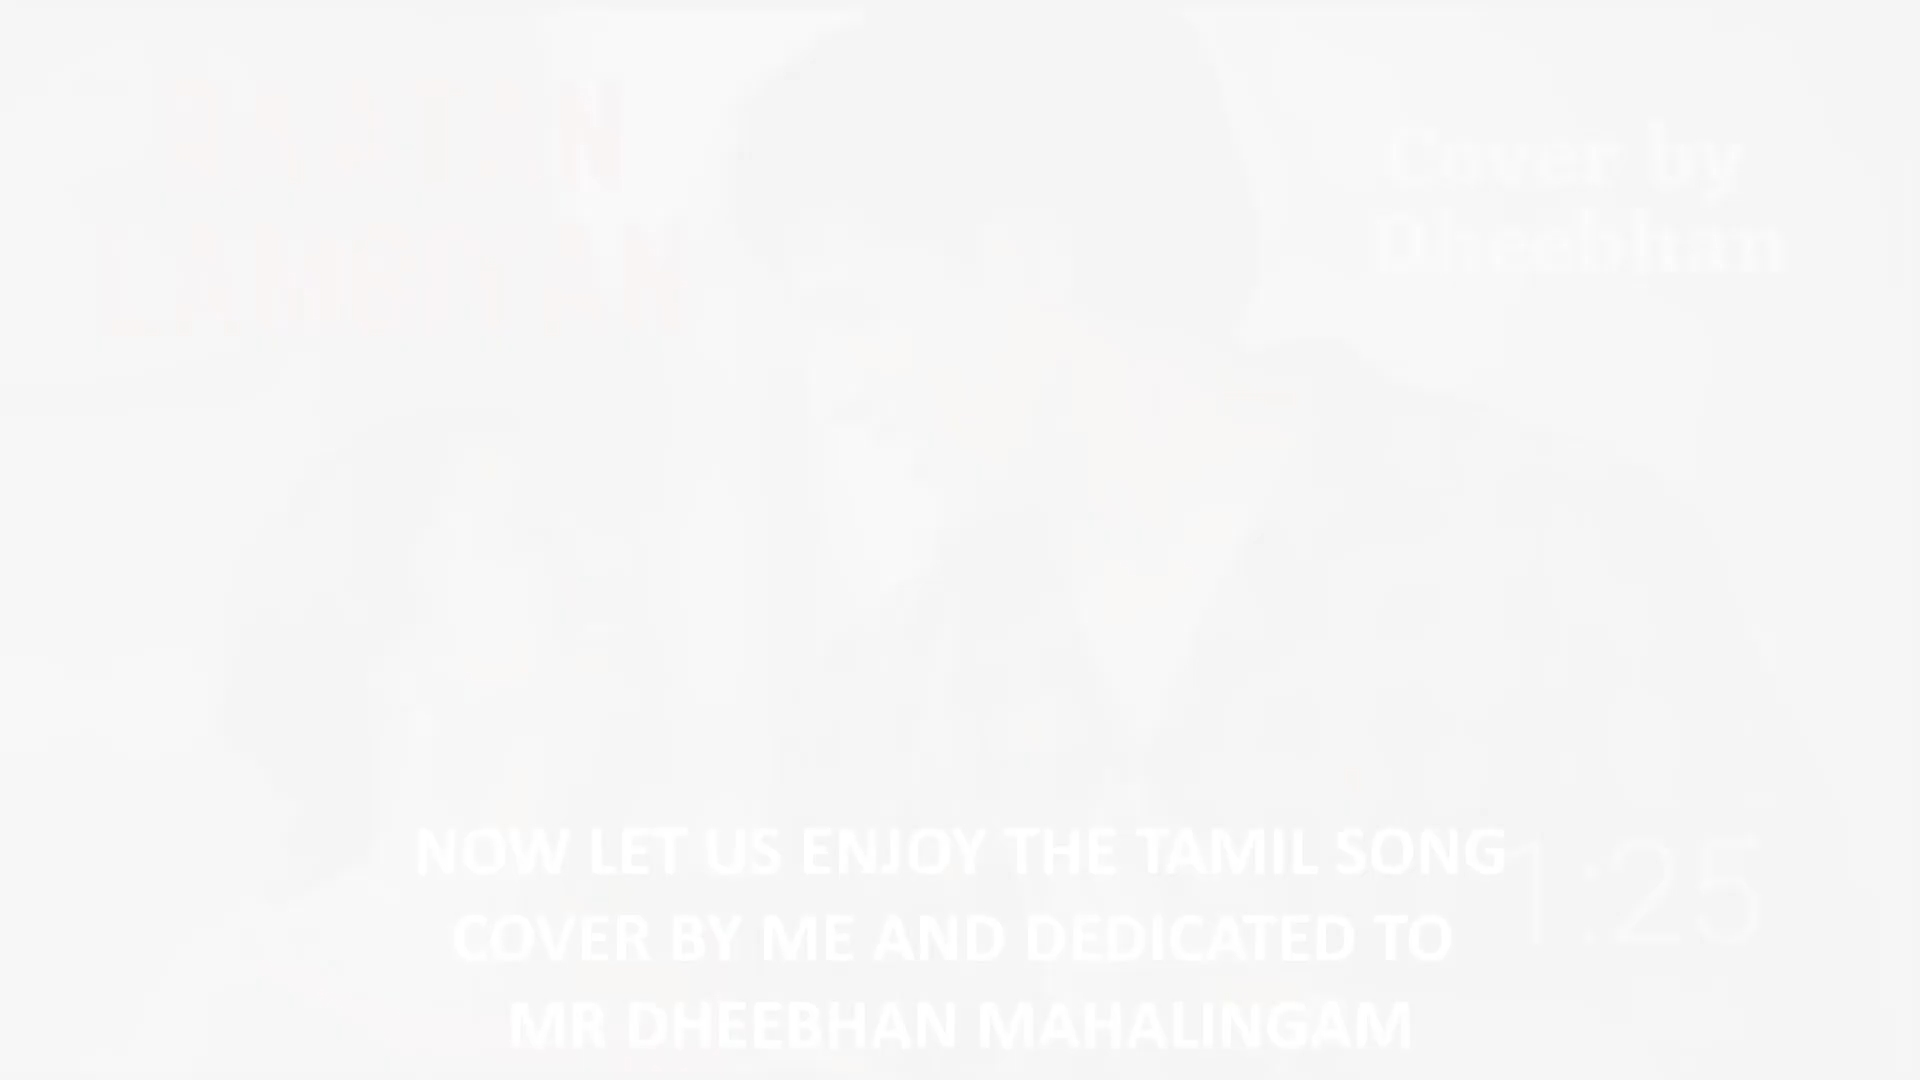 Cover by
Dheebhan
NOW LET US ENJOY THE TAMIL SONG
COVER BY ME AND DEDICATED TO
MR DHEEBHAN MAHALINGAM
1:25